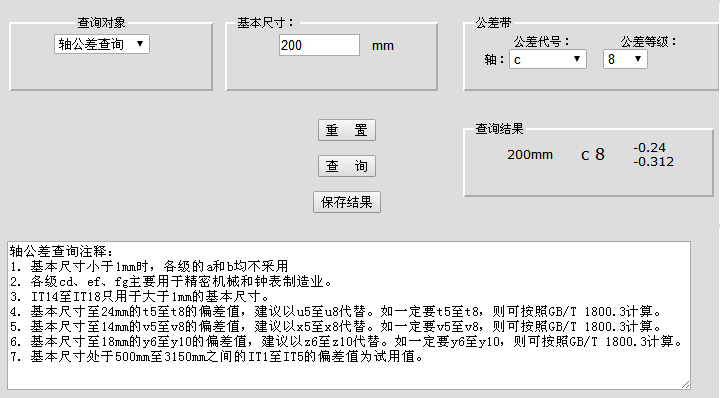 查询对象
轴公差查询
基本尺寸：
200 mm
公差带
公差代号： 公差等级：
轴： c 8
重 置
查 询
保存结果
查询结果
200mm c 8 -0.24
-0.312
轴公差查询注释：
1. 基本尺寸小于1mm时，各级的a和b均不采用
2. 各级cd、ef、fg主要用于精密机械和钟表制造业。
3. IT14至IT18只用于大于1mm的基本尺寸。
4. 基本尺寸至24mm的t5至t8的偏差值，建议以u5至u8代替。如一定要t5至t8，则可按照GB/T 1800.3计算。
5. 基本尺寸至14mm的v5至v8的偏差值，建议以x5至x8代替。如一定要v5至v8，则可按照GB/T 1800.3计算。
6. 基本尺寸至18mm的y6至y10的偏差值，建议以z6至z10代替。如一定要y6至y10，则可按照GB/T 1800.3计算。
7. 基本尺寸处于500mm至3150mm之间的IT1至IT5的偏差值为试用值。